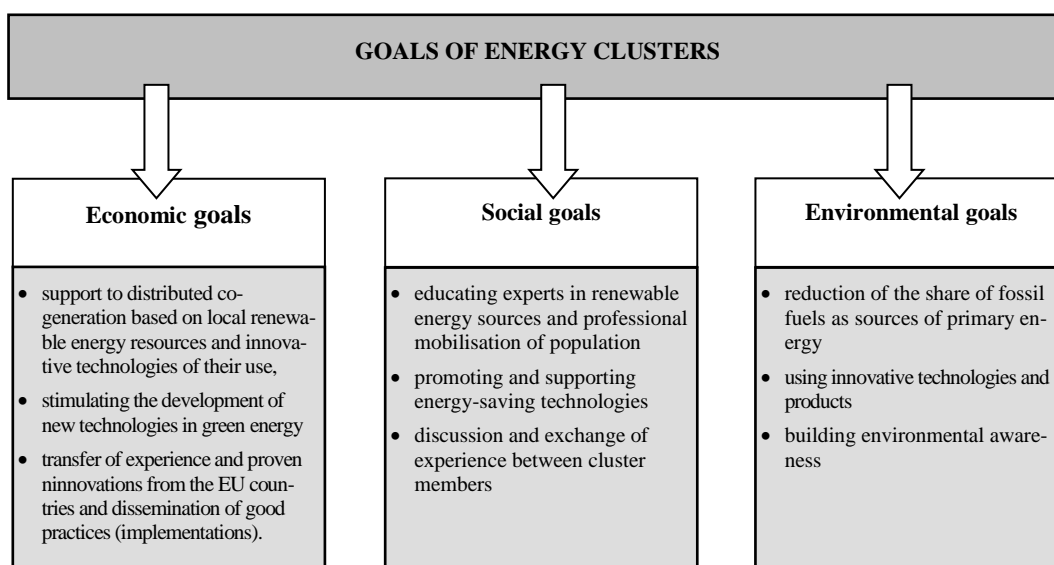 GOALS OF ENERGY CLUSTERS
Economic goals
• support to distributed co-
generation based on local renewa-
ble energy resources and innova-
tive technologies of their use,
• stimulating the development of
new technologies in green energy
• transfer of experience and proven
ninnovations from the EU coun-
tries and dissemination of good
practices (implementations).
Social goals
• educating experts in renewable
energy sources and professional
mobilisation of population
• promoting and supporting
energy-saving technologies
• discussion and exchange of
experience between cluster
members
Environmental goals
• reduction of the share of fossil
fuels as sources of primary en-
ergy
• using innovative technologies and
products
• building environmental aware-
ness